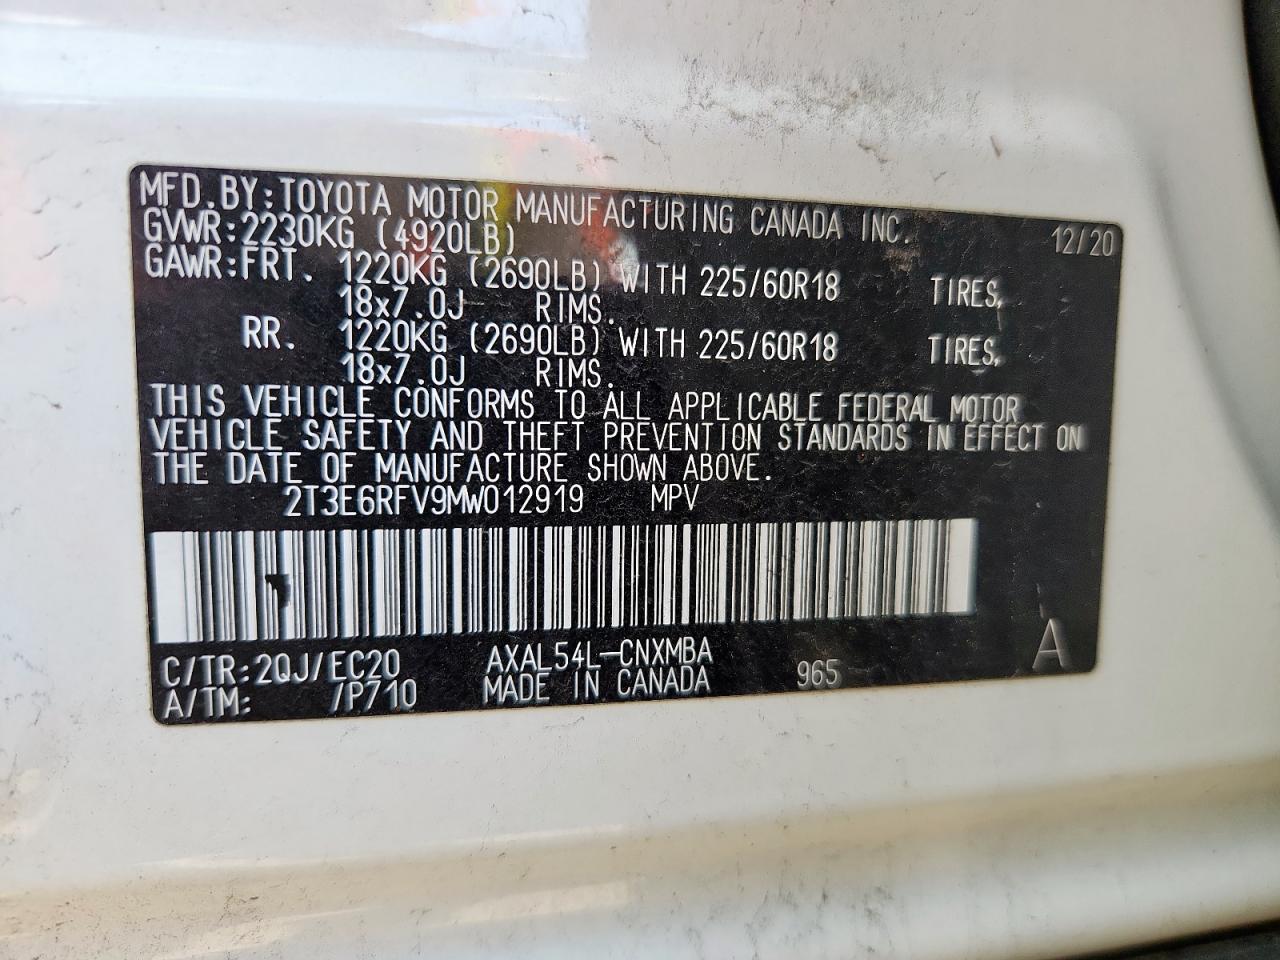 MFD.BY:TOYOTA MOTOR MANUFACTURING CANADA INC. 12/20
GVWR:2230KG (4920LB)
GAWR:FRT. 1220KG (2690LB) WITH 225/60R18 TIRES,
18x7.0J RIMS.
RR. 1220KG (2690LB) WITH 225/60R18 TIRES,
18x7.0J RIMS.
THIS VEHICLE CONFORMS TO ALL APPLICABLE FEDERAL MOTOR
VEHICLE SAFETY AND THEFT PREVENTION STANDARDS IN EFFECT ON
THE DATE OF MANUFACTURE SHOWN ABOVE.
2T3E6RFV9MW012919 MPV
C/TR:2QJ/EC20 AXAL54L-CNXMBA 965 A
A/TM: /P710 MADE IN CANADA